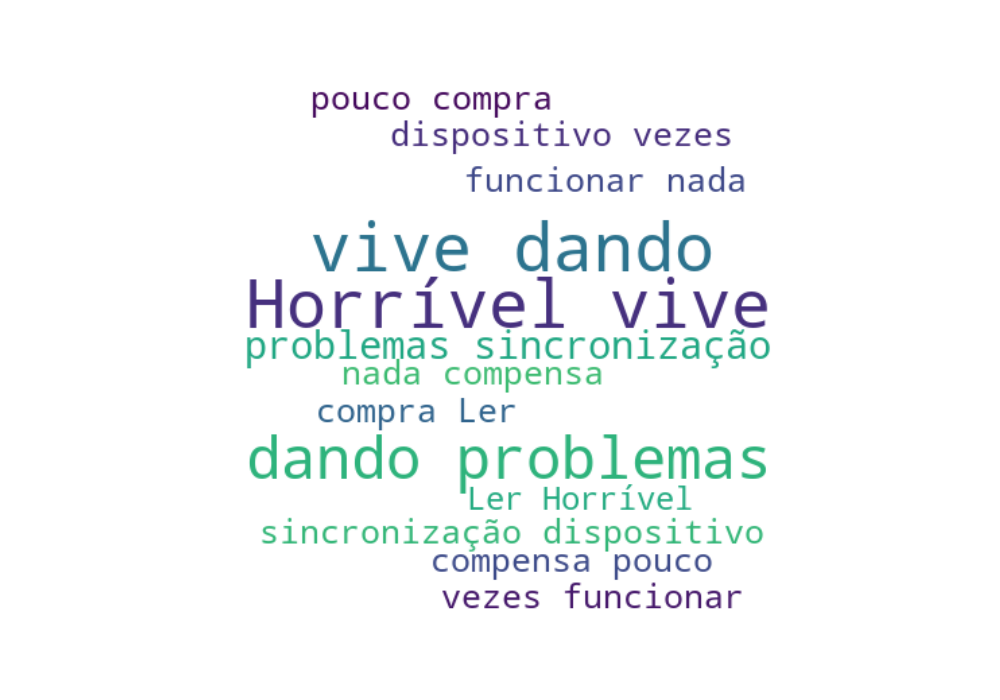 pouco compra
dispositivo vezes
funcionar nada
vive dando
Horrível vive
problemas sincronização
nada compensa
compra Ler
dando problemas
Ler Horrível
sincronização dispositivo
compensa pouco
vezes funcionar